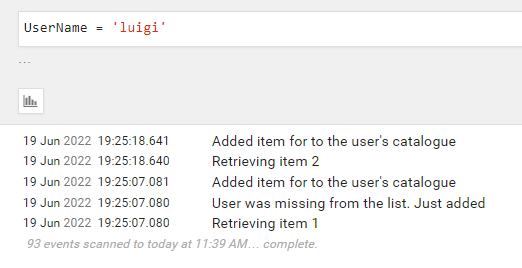 UserName = 'luigi'
...
19 Jun 2022 19:25:18.641 Added item for to the user's catalogue
19 Jun 2022 19:25:18.640 Retrieving item 2
19 Jun 2022 19:25:07.081 Added item for to the user's catalogue
19 Jun 2022 19:25:07.080 User was missing from the list. Just added
19 Jun 2022 19:25:07.080 Retrieving item 1
93 events scanned to today at 11:39 AM... complete.